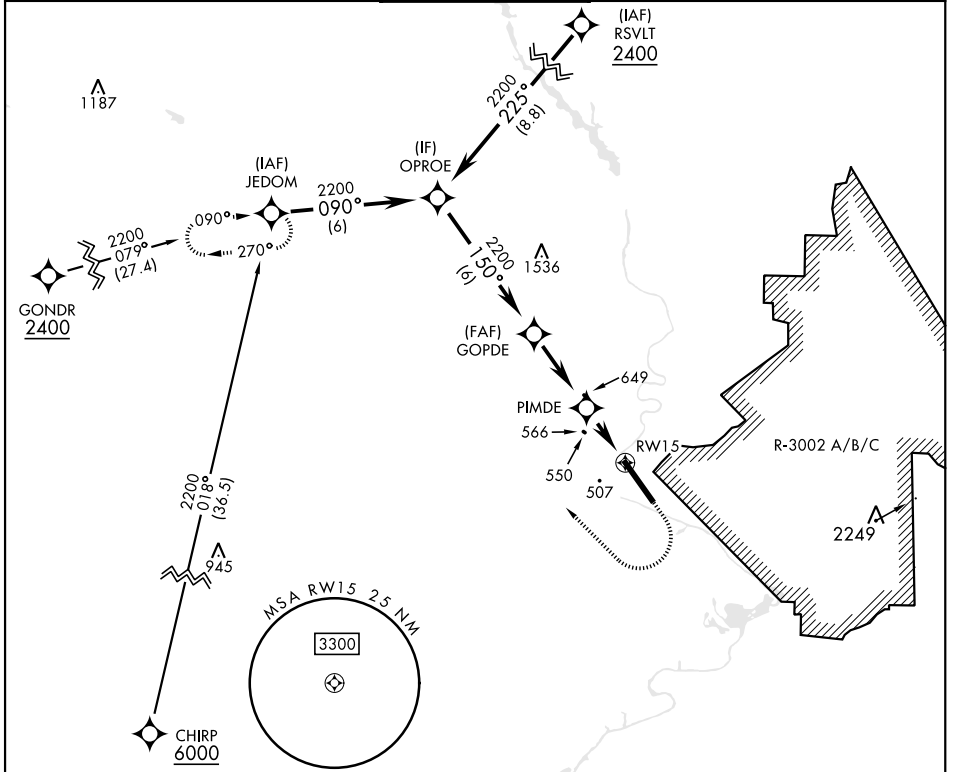 (IAF)
RSVLT
2400
2200
225°
(8.8)
1187
(IF)
OPROE
(IAF)
JEDOM
2200
090°
(6)
090°
270°
2200
079°
(27.4)
GONDR
2400
2200
150°
(6)
1536
(FAF)
GOPDE
649
PIMDE
566
550
RW15
507
R-3002 A/B/C
2249
2200
018°
(36.5)
945
MSA RW15 25 NM
3300
CHIRP
6000